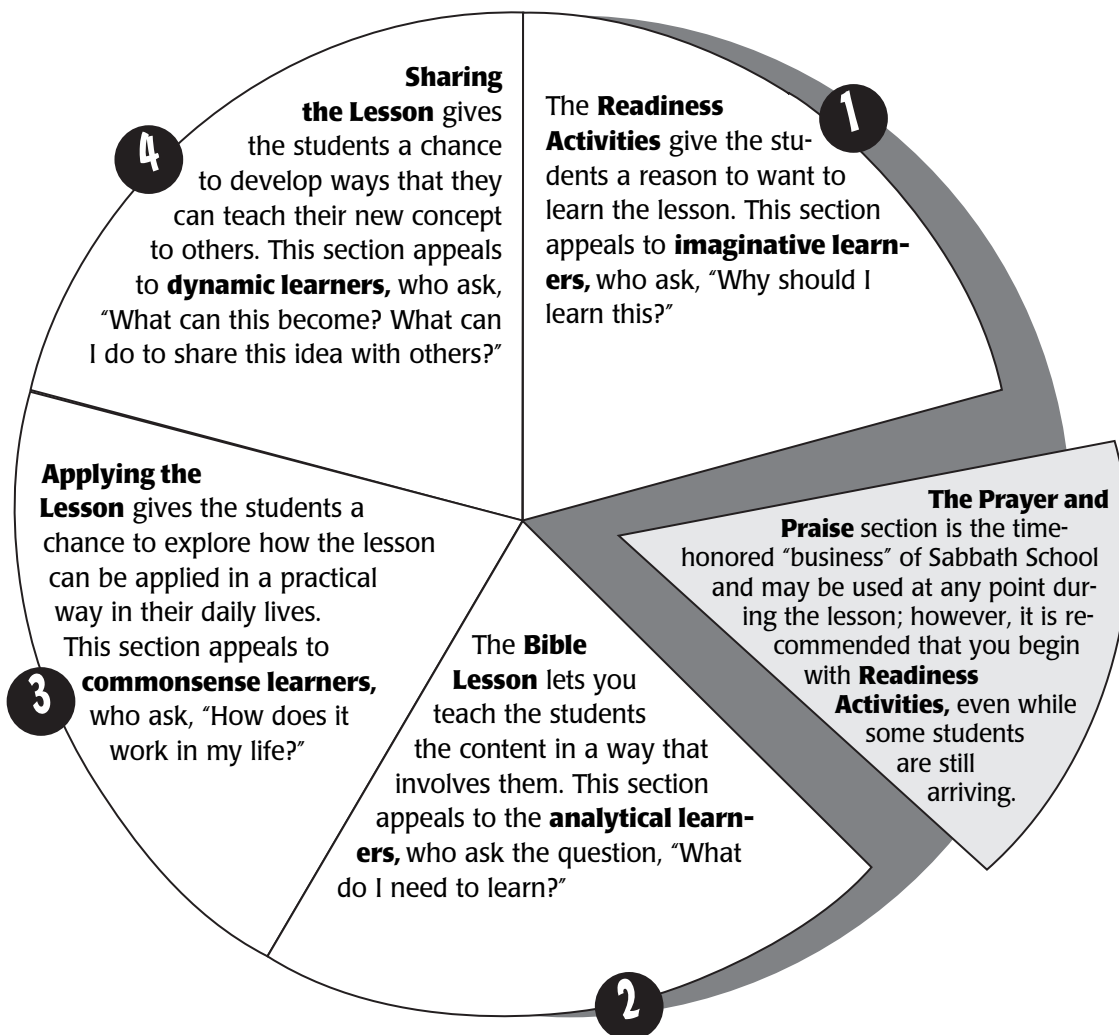 1
The Readiness
Activities give the stu-
dents a reason to want to
learn the lesson. This section
appeals to imaginative learn-
ers, who ask, “Why should I
learn this?”
The Prayer and
Praise section is the time-
honored “business” of Sabbath School
and may be used at any point dur-
ing the lesson; however, it is re-
commended that you begin
with Readiness
Activities, even while
some students
are still
arriving.
2
The Bible
Lesson lets you
teach the students
the content in a way that
involves them. This section
appeals to the analytical learn-
ers, who ask the question, “What
do I need to learn?”
3
Applying the
Lesson gives the students a
chance to explore how the lesson
can be applied in a practical
way in their daily lives.
This section appeals to
commonsense learners,
who ask, “How does it
work in my life?”
4
Sharing
the Lesson gives
the students a chance
to develop ways that they
can teach their new concept
to others. This section appeals
to dynamic learners, who ask,
“What can this become? What can
I do to share this idea with others?”